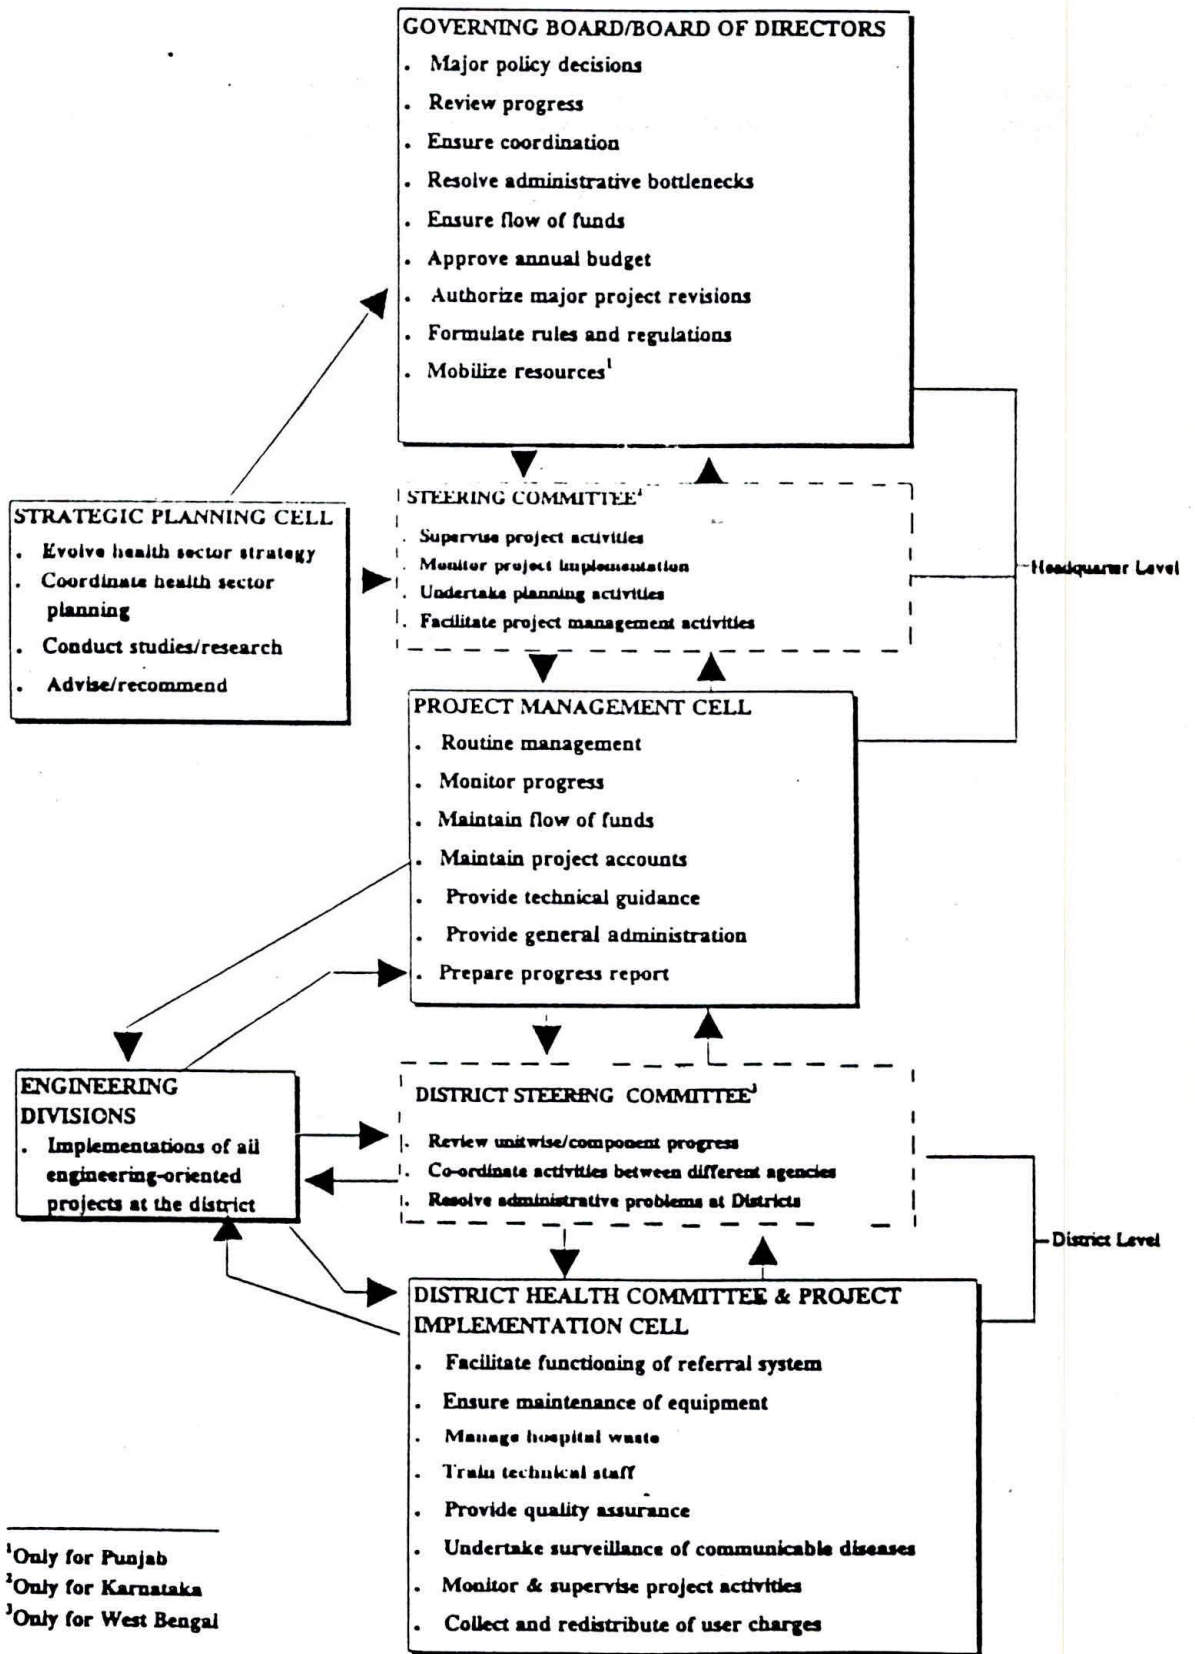 GOVERNING BOARD/BOARD OF DIRECTORS
. Major policy decisions
. Review progress
. Ensure coordination
. Resolve administrative bottlenecks
. Ensure flow of funds
. Approve annual budget
. Authorize major project revisions
. Formulate rules and regulations
. Mobilize resources¹
STRATEGIC PLANNING CELL
. Evolve health sector strategy
. Coordinate health sector
planning
. Conduct studies/research
. Advise/recommend
STEERING COMMITTEE²
. Supervise project activities
. Monitor project implementation
. Undertake planning activities
. Facilitate project management activities
Headquarter Level
PROJECT MANAGEMENT CELL
. Routine management
. Monitor progress
. Maintain flow of funds
. Maintain project accounts
. Provide technical guidance
. Provide general administration
. Prepare progress report
ENGINEERING
DIVISIONS
. Implementations of all
engineering-oriented
projects at the district
DISTRICT STEERING COMMITTEE³
. Review unitwise/component progress
. Co-ordinate activities between different agencies
. Resolve administrative problems at Districts
District Level
DISTRICT HEALTH COMMITTEE & PROJECT
IMPLEMENTATION CELL
. Facilitate functioning of referral system
. Ensure maintenance of equipment
. Manage hospital waste
. Train technical staff
. Provide quality assurance
. Undertake surveillance of communicable diseases
. Monitor & supervise project activities
. Collect and redistribute of user charges
¹Only for Punjab
²Only for Karnataka
³Only for West Bengal